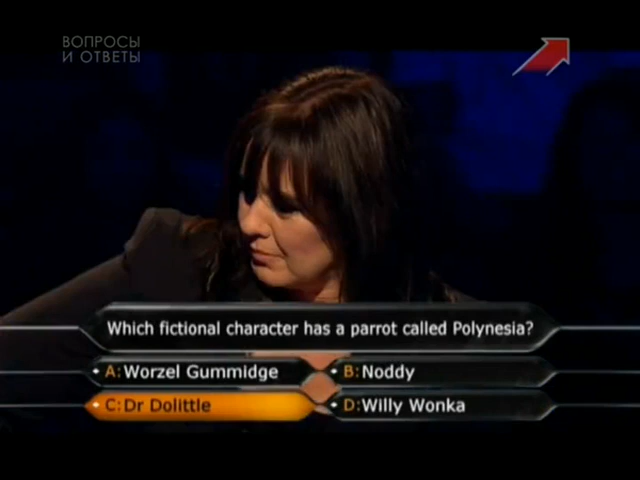 ВОПРОСЫ
И ОТВЕТЫ
Which fictional character has a parrot called Polynesia?
A: Worzel Gummidge
B: Noddy
C: Dr Dolittle
D: Willy Wonka